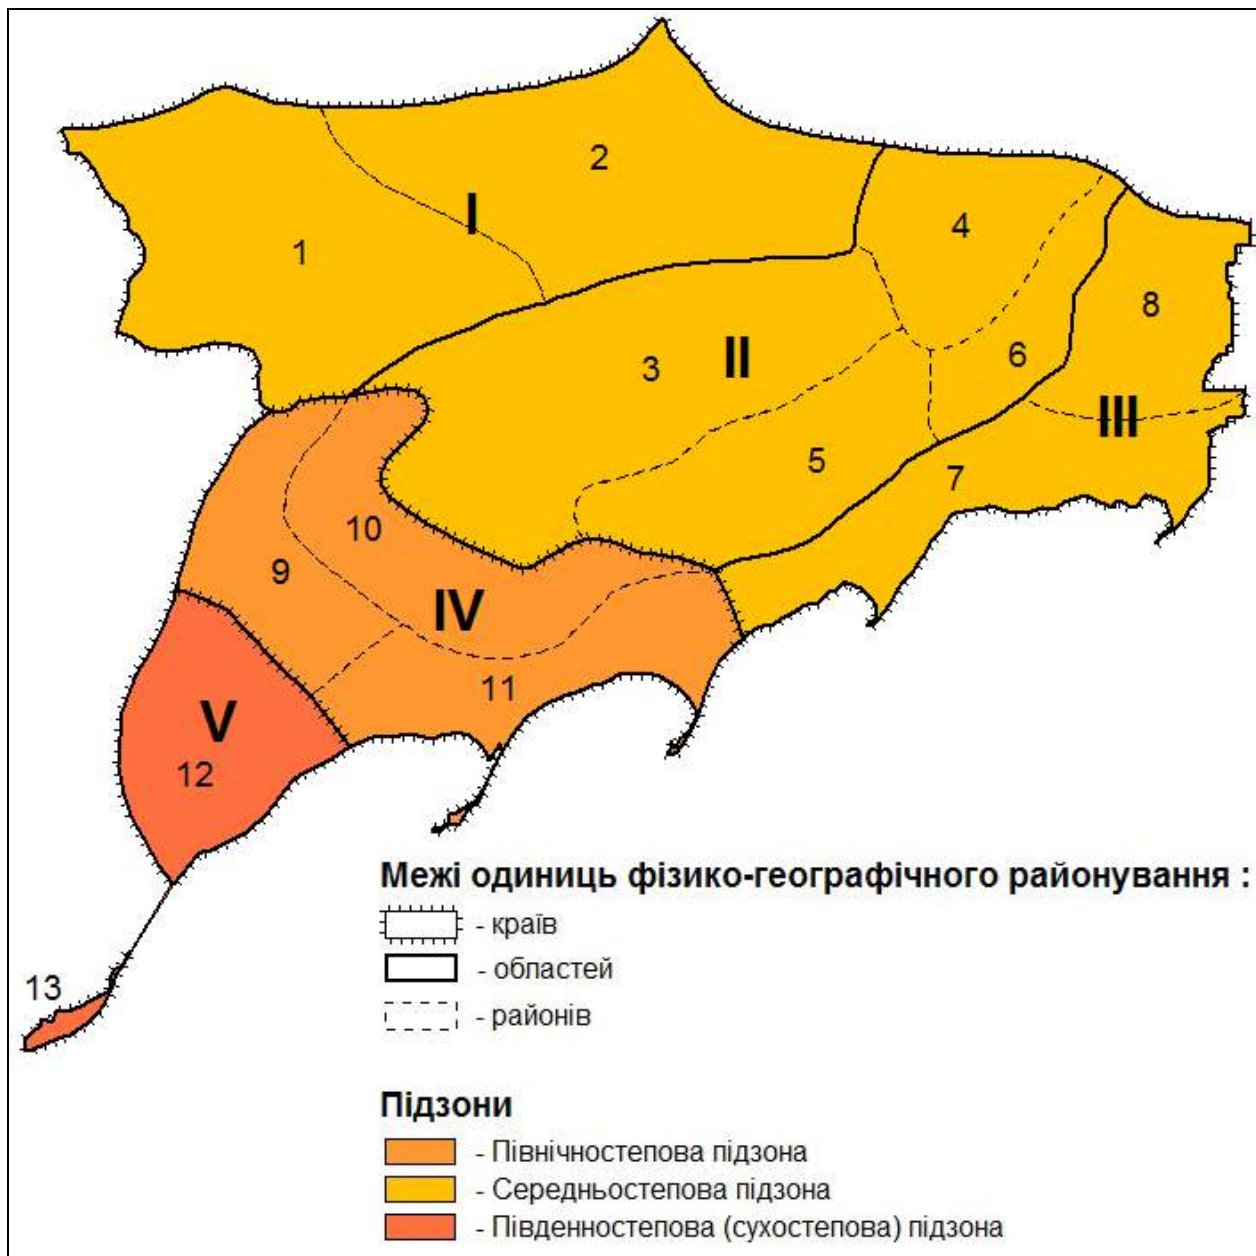 2
4
I
1
8
II
6
3
III
5
7
10
9
IV
11
V
12
13
Межі одиниць фізико-географічного районування :
- країв
- областей
- районів
Підзони
- Північностепова підзона
- Середньостепова підзона
- Південностепова (сухостепова) підзона